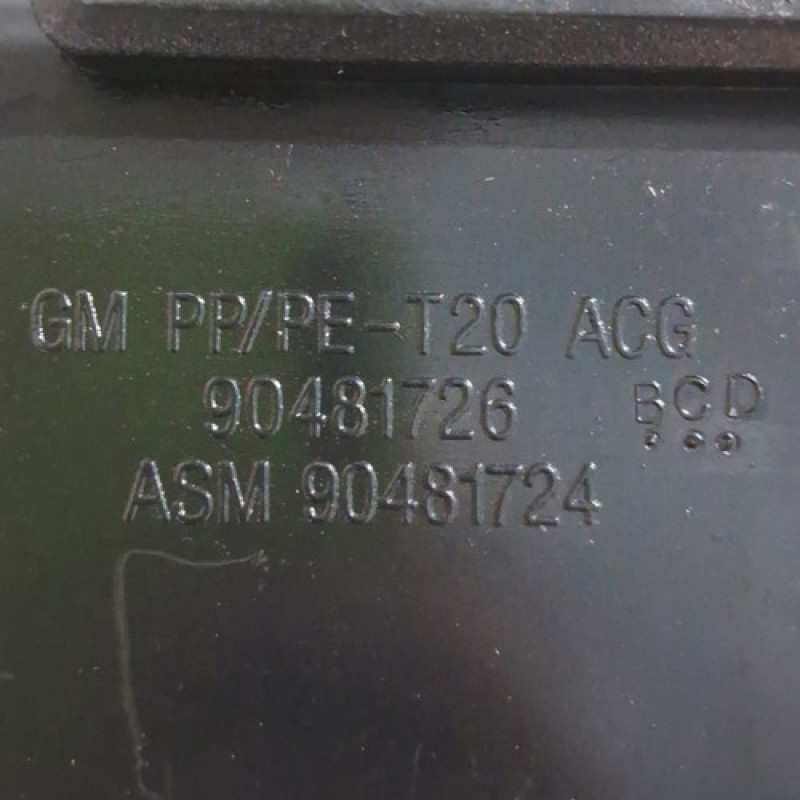 GM PP/PE-T20 ACG
90481726 BCD
ASM 90481724